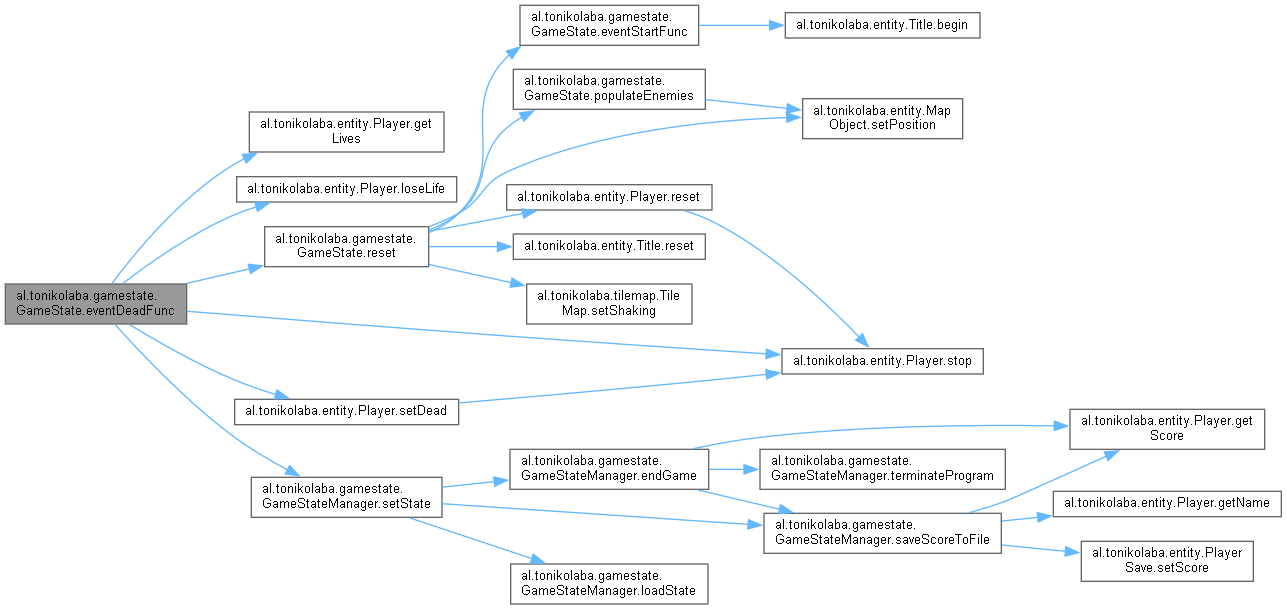 al.tonikolaba.gamestate.
GameState.eventStartFunc
al.tonikolaba.entity.Title.begin
al.tonikolaba.gamestate.
GameState.populateEnemies
al.tonikolaba.entity.Map
Object.setPosition
al.tonikolaba.entity.Player.get
Lives
al.tonikolaba.entity.Player.loseLife
al.tonikolaba.entity.Player.reset
al.tonikolaba.gamestate.
GameState.reset
al.tonikolaba.entity.Title.reset
al.tonikolaba.tilemap.Tile
Map.setShaking
al.tonikolaba.gamestate.
GameState.eventDeadFunc
al.tonikolaba.entity.Player.stop
al.tonikolaba.entity.Player.setDead
al.tonikolaba.entity.Player.get
Score
al.tonikolaba.gamestate.
GameStateManager.endGame
al.tonikolaba.gamestate.
GameStateManager.terminateProgram
al.tonikolaba.gamestate.
GameStateManager.setState
al.tonikolaba.entity.Player.getName
al.tonikolaba.gamestate.
GameStateManager.saveScoreToFile
al.tonikolaba.entity.Player
Save.setScore
al.tonikolaba.gamestate.
GameStateManager.loadState